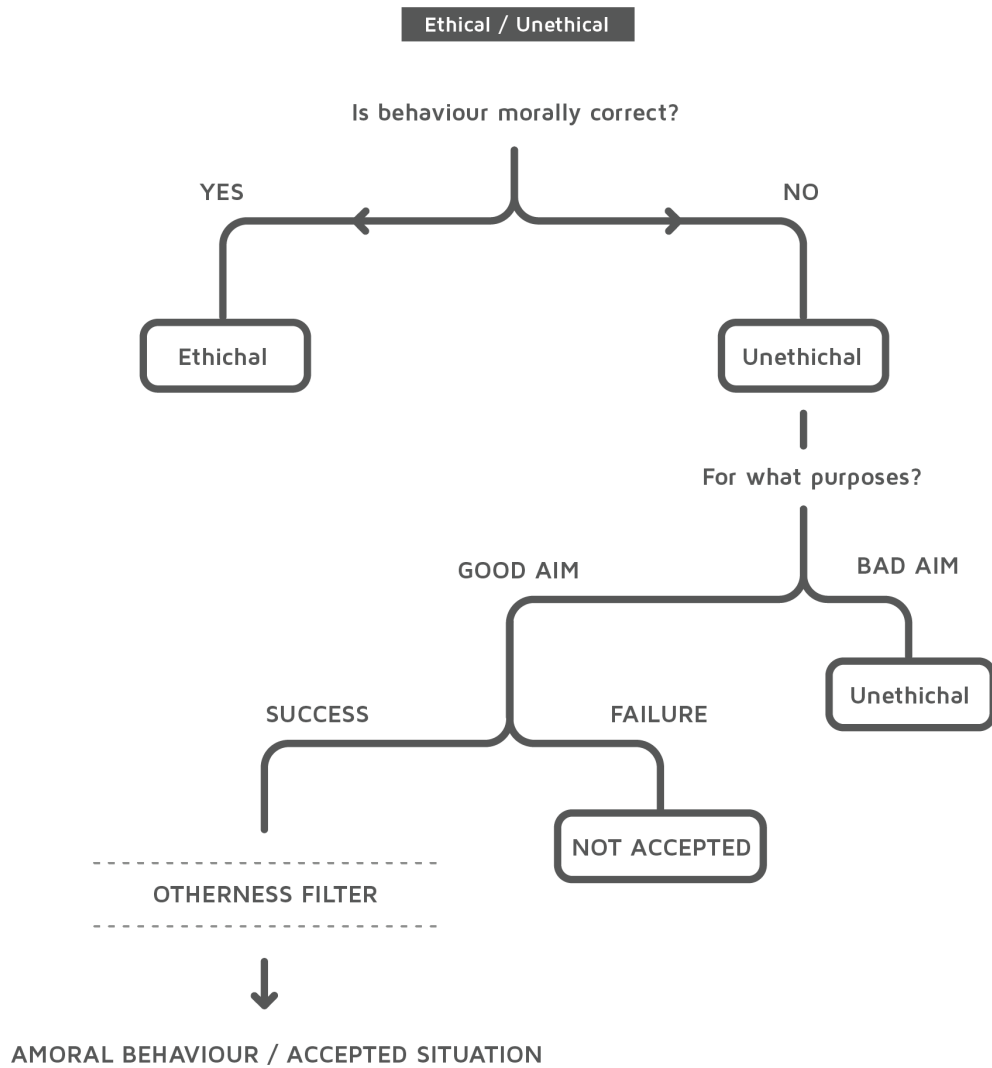 Ethical / Unethical
Is behaviour morally correct?
YES
NO
Ethichal
Unethichal
For what purposes?
GOOD AIM
BAD AIM
Unethichal
SUCCESS
FAILURE
NOT ACCEPTED
OTHERNESS FILTER
AMORAL BEHAVIOUR / ACCEPTED SITUATION